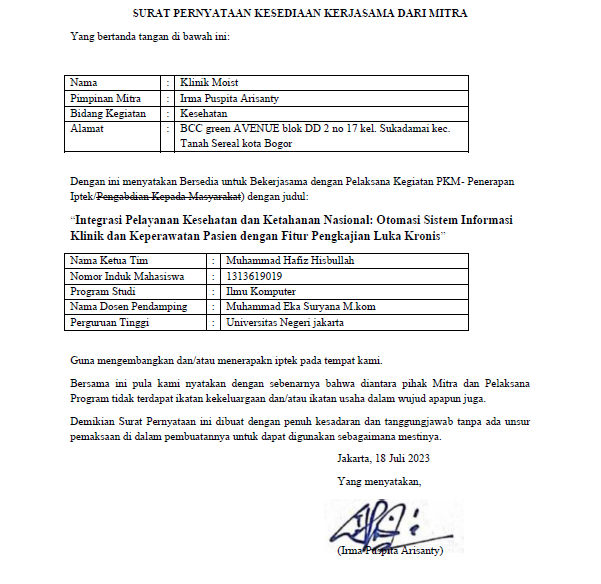 SURAT PERNYATAAN KESEDIAAN KERJASAMA DARI MITRA
Yang bertanda tangan di bawah ini:
Nama : Klinik Moist
Pimpinan Mitra : Irma Puspita Arisanty
Bidang Kegiatan : Kesehatan
Alamat : BCC green AVENUE blok DD 2 no 17 kel. Sukadamai kec.
Tanah Sereal kota Bogor
Dengan ini menyatakan Bersedia untuk Bekerjasama dengan Pelaksana Kegiatan PKM- Penerapan
Iptek/Pengabdian Kepada Masyarakat) dengan judul:
“Integrasi Pelayanan Kesehatan dan Ketahanan Nasional: Otomasi Sistem Informasi
Klinik dan Keperawatan Pasien dengan Fitur Pengkajian Luka Kronis”
Nama Ketua Tim : Muhammad Hafiz Hisbullah
Nomor Induk Mahasiswa : 1313619019
Program Studi : Ilmu Komputer
Nama Dosen Pendamping : Muhammad Eka Suryana M.kom
Perguruan Tinggi : Universitas Negeri jakarta
Guna mengembangkan dan/atau menerapakn iptek pada tempat kami.
Bersama ini pula kami nyatakan dengan sebenarnya bahwa diantara pihak Mitra dan Pelaksana
Program tidak terdapat ikatan kekeluargaan dan/atau ikatan usaha dalam wujud apapun juga.
Demikian Surat Pernyataan ini dibuat dengan penuh kesadaran dan tanggungjawab tanpa ada unsur
pemaksaan di dalam pembuatannya untuk dapat digunakan sebagaimana mestinya.
Jakarta, 18 Juli 2023
Yang menyatakan,
(Irma Puspita Arisanty)